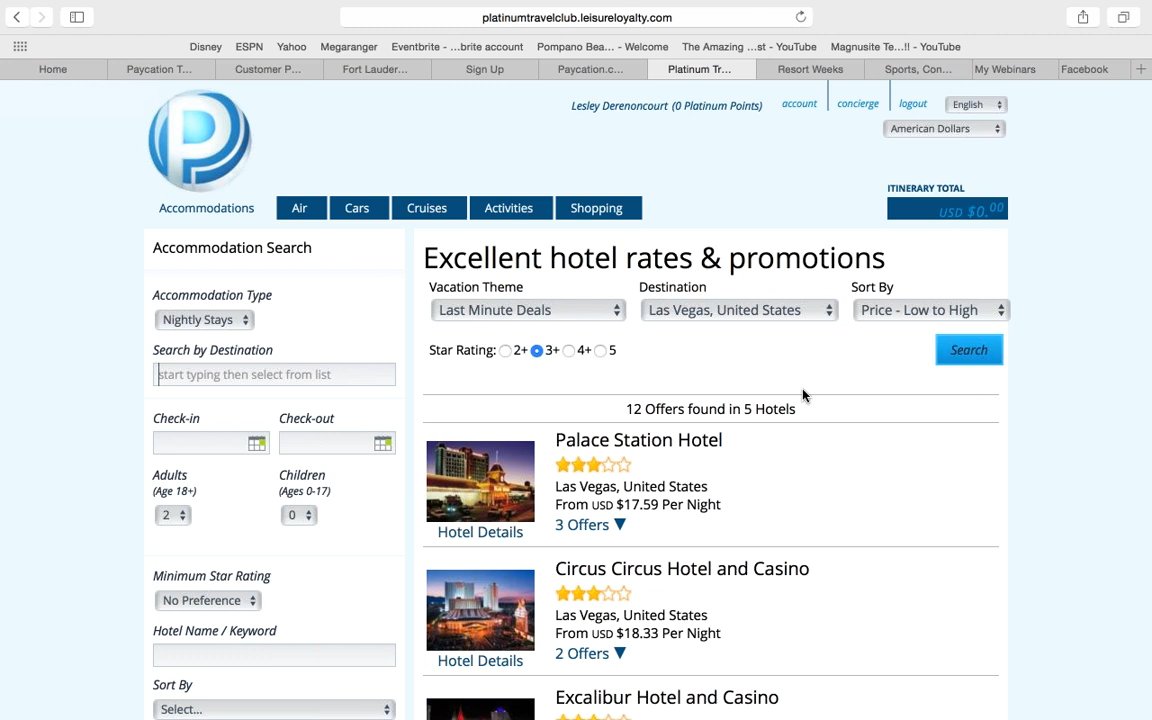 platinumtravelclub.leisureloyalty.com
Disney ESPN Yahoo Megaranger Eventbrite - ...brite account Pompano Bea... - Welcome The Amazing ...st - YouTube Magnusite Te...!! - YouTube
Home Paycation T... Customer P... Fort Lauder... Sign Up Paycation.c... Platinum Tr... Resort Weeks Sports, Con... My Webinars Facebook +
P
Lesley Derenoncourt (0 Platinum Points) account concierge logout English
American Dollars
ITINERARY TOTAL
USD $0.00
Accommodations Air Cars Cruises Activities Shopping
Accommodation Search
Accommodation Type
Nightly Stays
Search by Destination
start typing then select from list
Check-in Check-out
Adults Children
(Age 18+) (Ages 0-17)
2 0
Minimum Star Rating
No Preference
Hotel Name / Keyword
Sort By
Select...
Excellent hotel rates & promotions
Vacation Theme Destination Sort By
Last Minute Deals Las Vegas, United States Price - Low to High
Star Rating: 2+ 3+ 4+ 5 Search
12 Offers found in 5 Hotels
Palace Station Hotel
Las Vegas, United States
From USD $17.59 Per Night
3 Offers ▼
Hotel Details
Circus Circus Hotel and Casino
Las Vegas, United States
From USD $18.33 Per Night
2 Offers ▼
Hotel Details
Excalibur Hotel and Casino